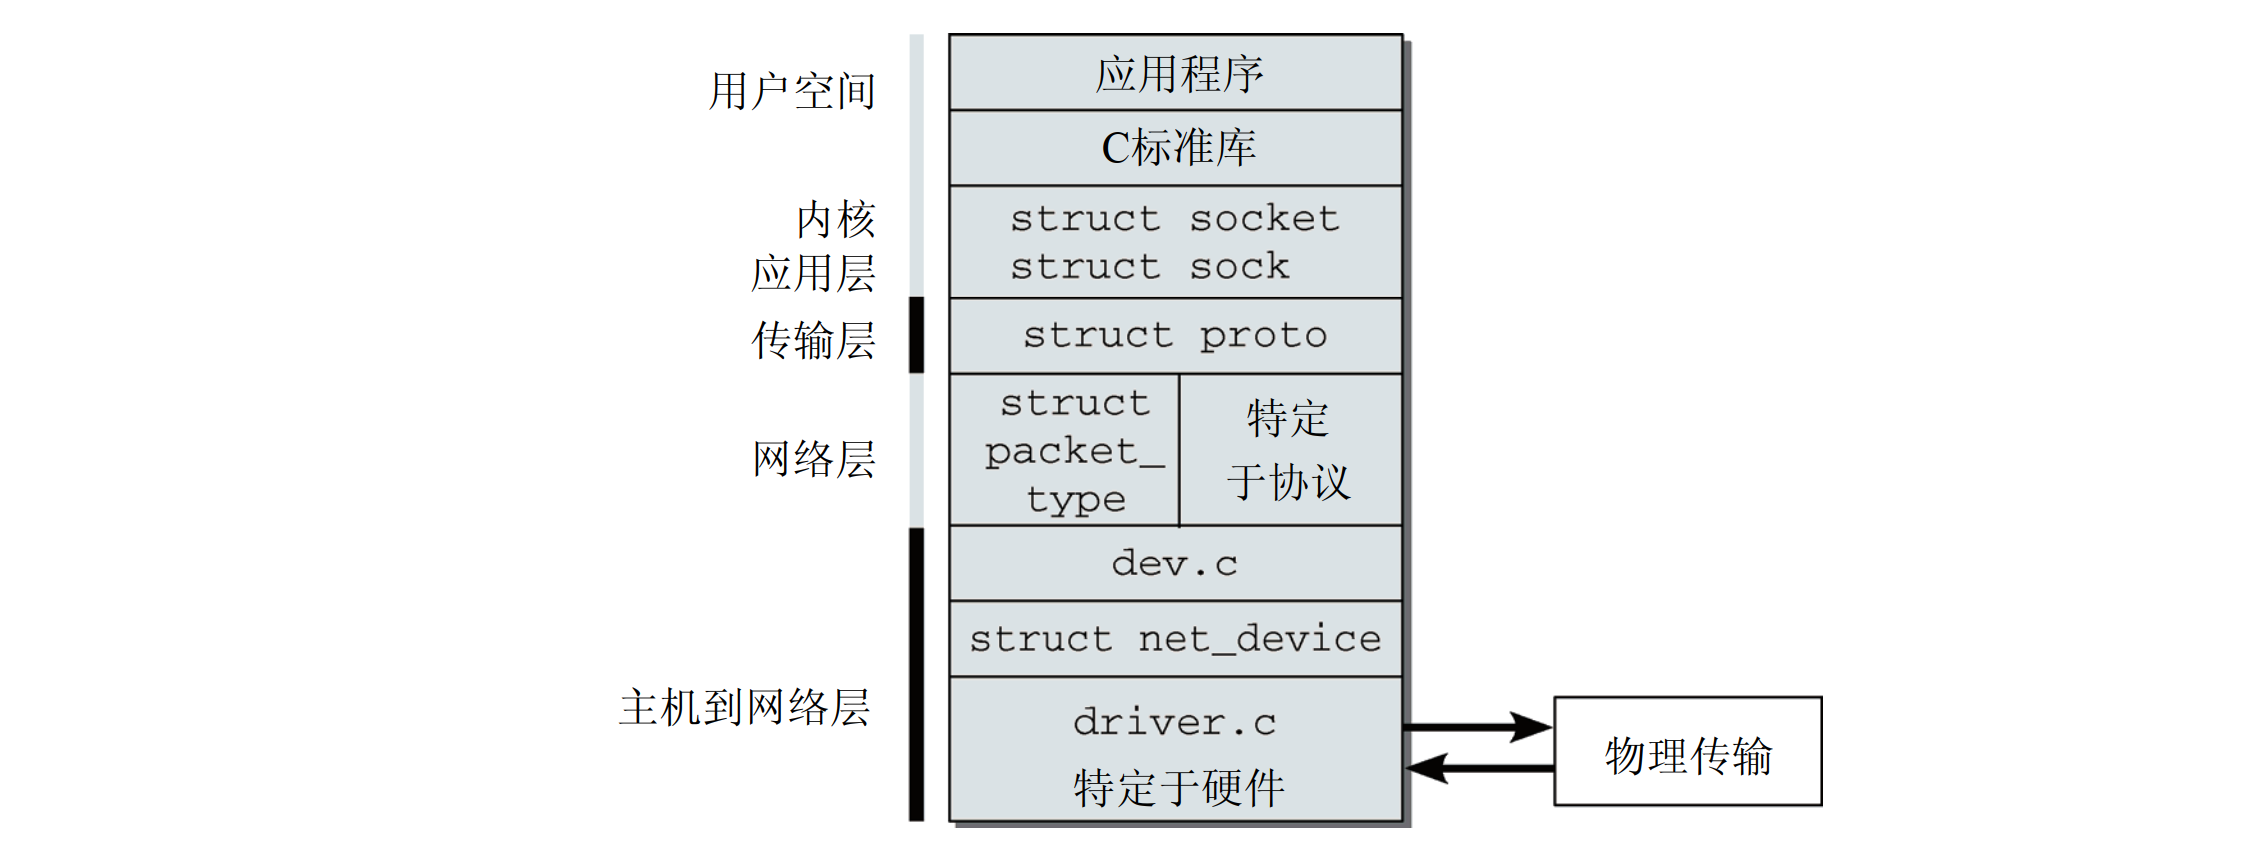 用户空间
应用程序
C标准库
内核
应用层
struct socket
struct sock
传输层
struct proto
网络层
struct
packet_
type
特定
于协议
dev.c
struct net_device
主机到网络层
driver.c
特定于硬件
物理传输